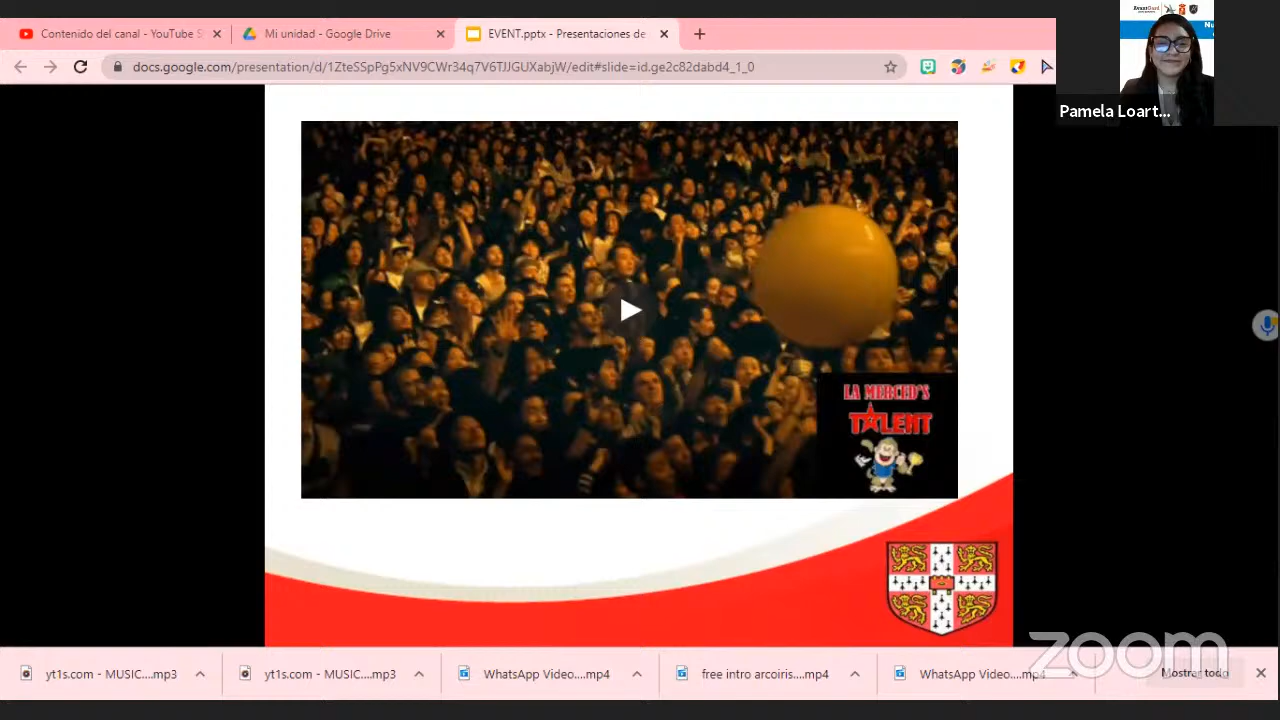 Contenido del canal - YouTube S
Mi unidad - Google Drive
EVENT.pptx - Presentaciones de
docs.google.com/presentation/d/1ZteSSpPg5xNV9CWr34q7V6TJJGUXabjW/edit#slide=id.ge2c82dabd4_1_0
Pamela Loart...
LA MERCED'S
TALENT
zoom
yt1s.com - MUSIC....mp3
yt1s.com - MUSIC....mp3
WhatsApp Video....mp4
free intro arcoiris....mp4
WhatsApp Video....mp4
Mostrar todo